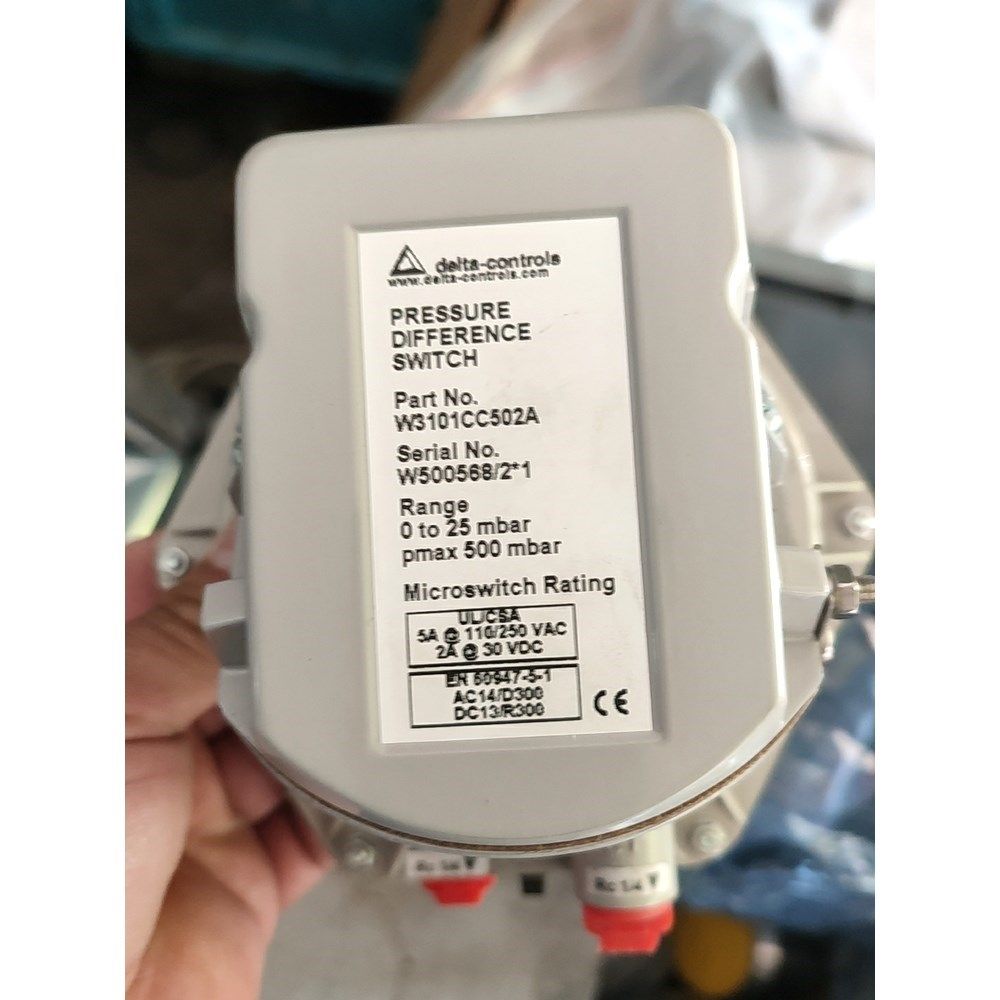 delta-controls
www.delta-controls.com
PRESSURE
DIFFERENCE
SWITCH
Part No.
W3101CC502A
Serial No.
W500568/2*1
Range
0 to 25 mbar
pmax 500 mbar
Microswitch Rating
UL/CSA
5A @ 110/250 VAC
2A @ 30 VDC
EN 60947-5-1
AC14/D300
DC13/R300
CE
Rc 1/4
Rc 1/4